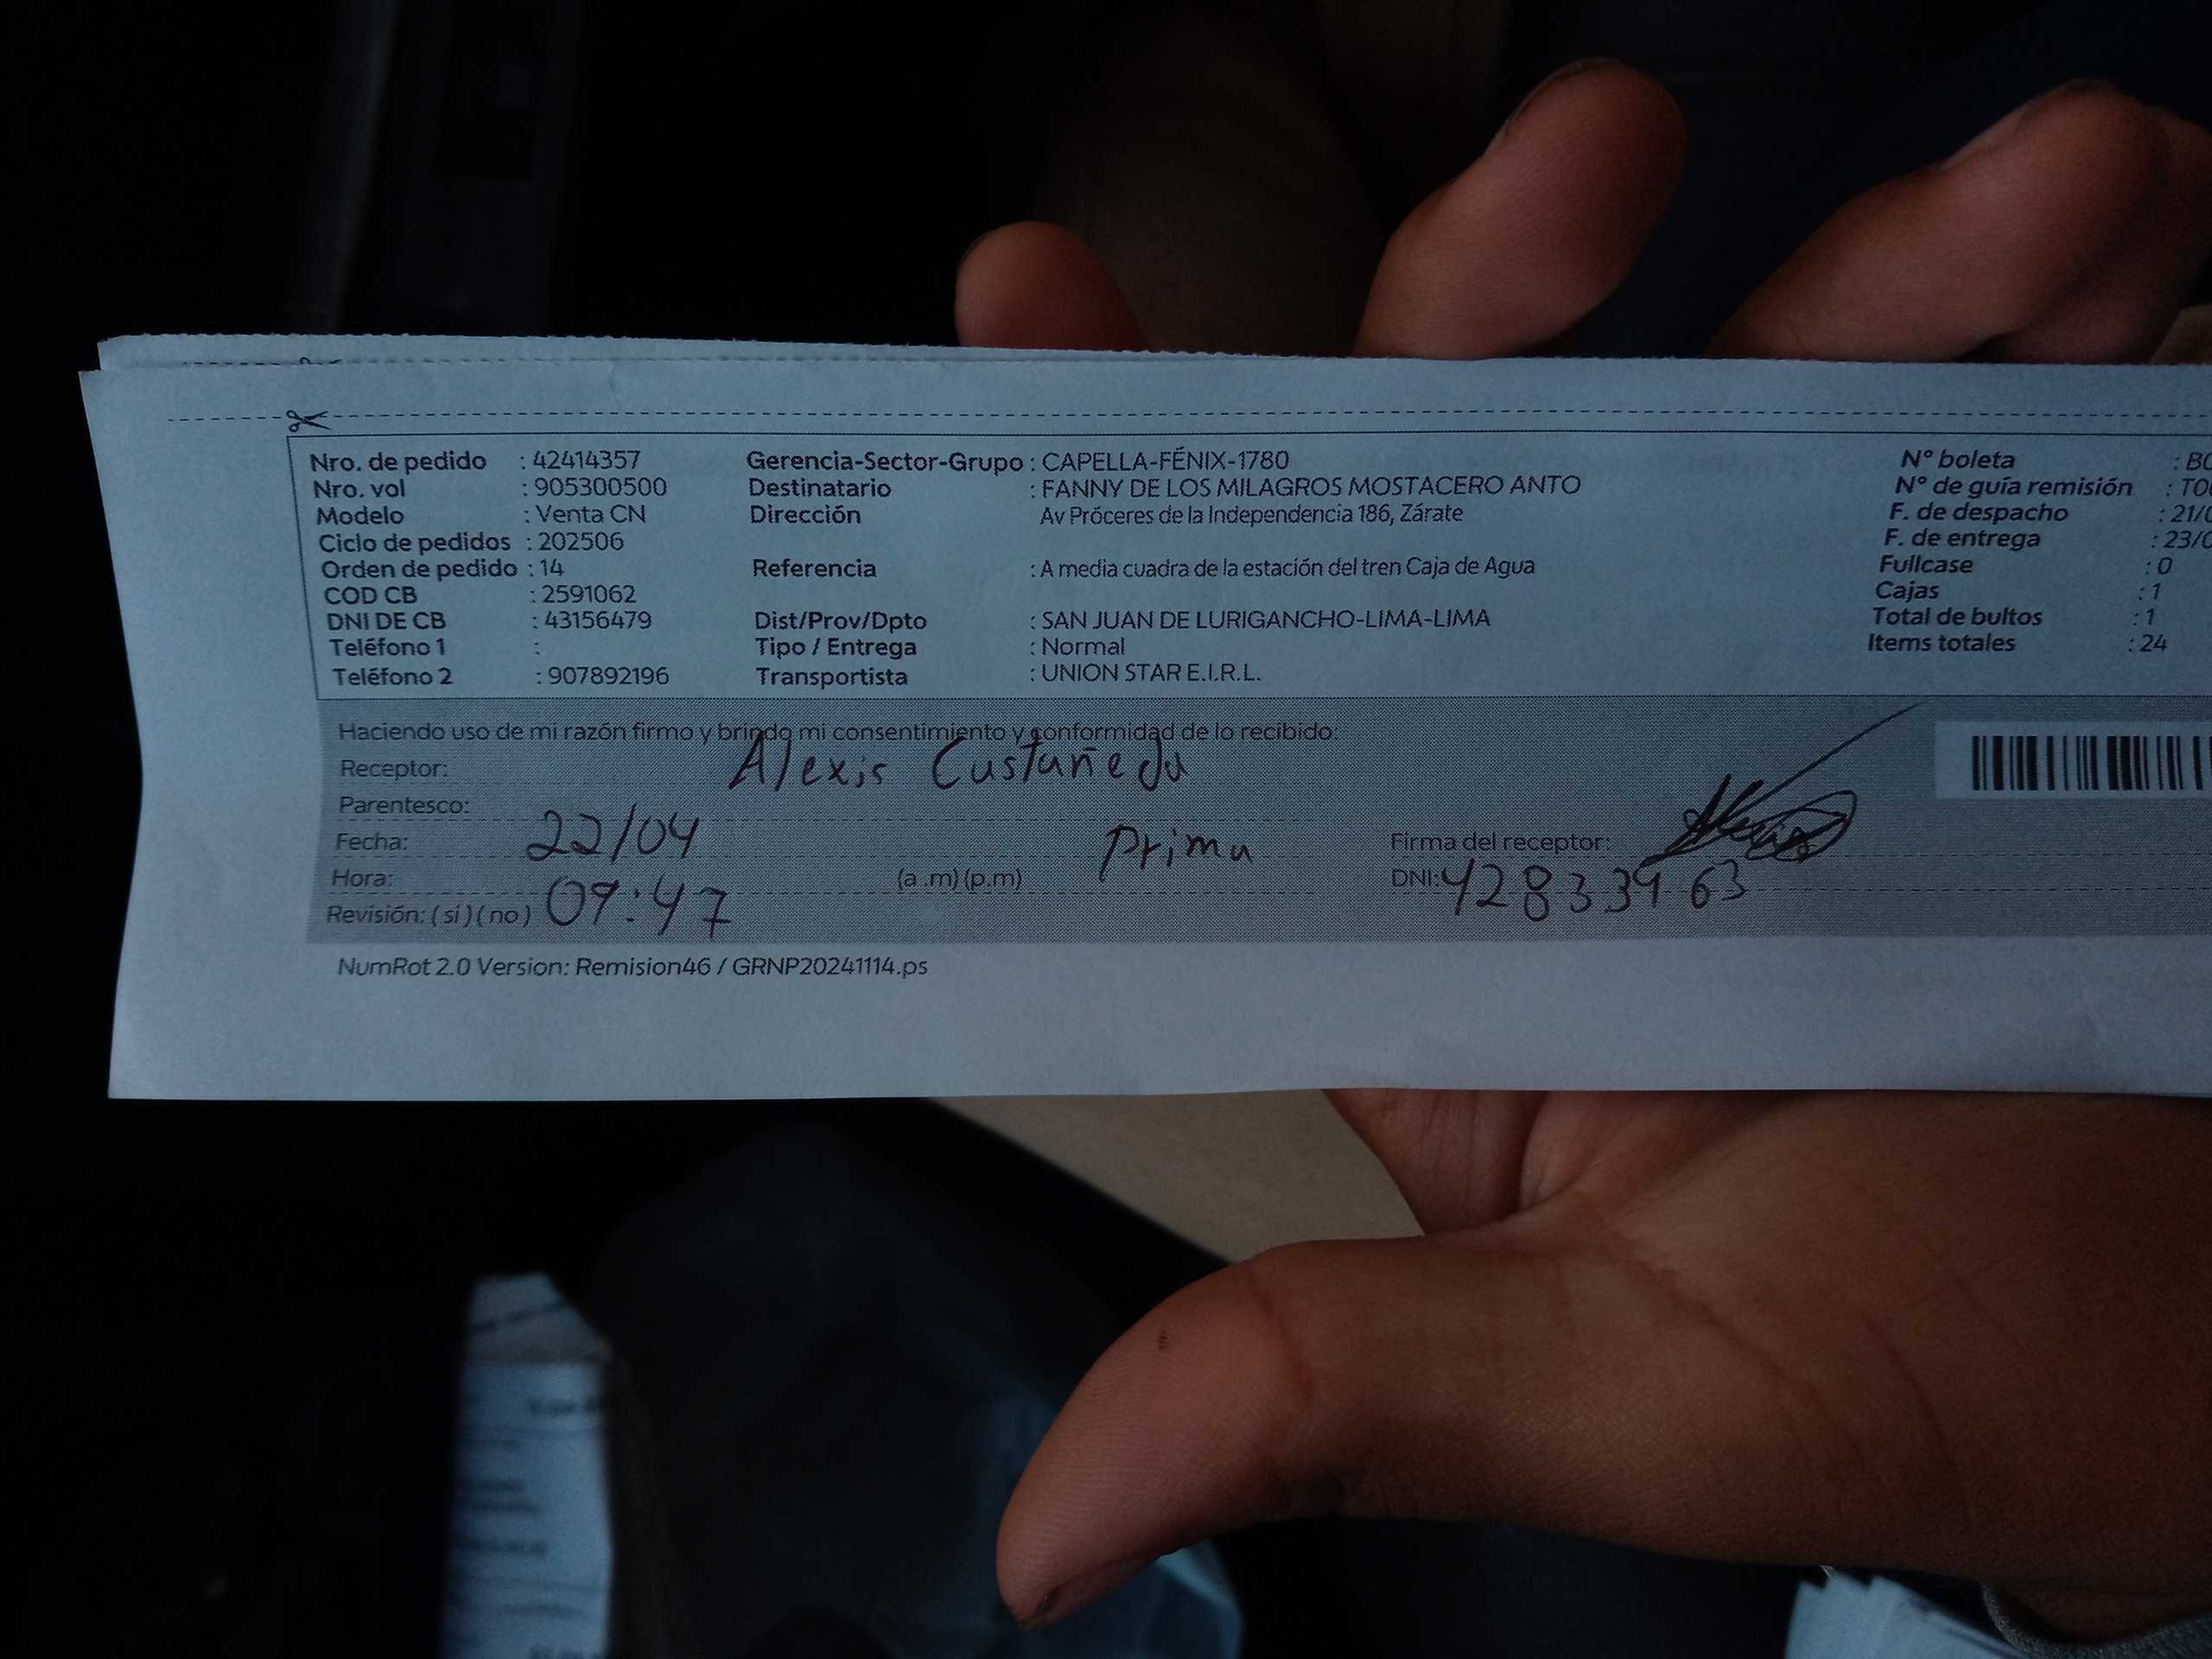 Nro. de pedido : 42414357 Gerencia-Sector-Grupo : CAPELLA-FÉNIX-1780 N° boleta
Nro. vol : 905300500 Destinatario : FANNY DE LOS MILAGROS MOSTACERO ANTO N° de guía remisión
Modelo : Venta CN Dirección Av Próceres de la Independencia 186, Zárate F. de despacho : 21/
Ciclo de pedidos : 202506 F. de entrega : 23/
Orden de pedido : 14 Referencia : A media cuadra de la estación del tren Caja de Agua Fullcase : 0
COD CB : 2591062 Cajas : 1
DNI DE CB : 43156479 Dist/Prov/Dpto : SAN JUAN DE LURIGANCHO-LIMA-LIMA Total de bultos : 1
Teléfono 1 : Tipo / Entrega : Normal Items totales : 24
Teléfono 2 : 907892196 Transportista : UNION STAR E.I.R.L.
Haciendo uso de mi razón firmo y brindo mi consentimiento y conformidad de lo recibido:
Receptor: Alexis Castañeda
Parentesco:
Fecha: 22/04 Prima Firma del receptor:
Hora: (a .m) (p.m) DNI: 42833963
Revisión: ( si ) ( no ) 09:47
NumRot 2.0 Version: Remision46 / GRNP20241114.ps